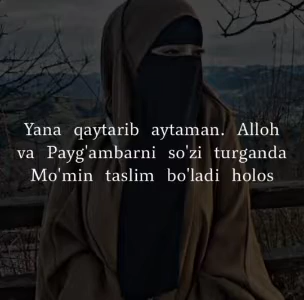 Yana qaytarib aytaman. Alloh
va Payg'ambarni so'zi turganda
Mo'min taslim bo'ladi holos